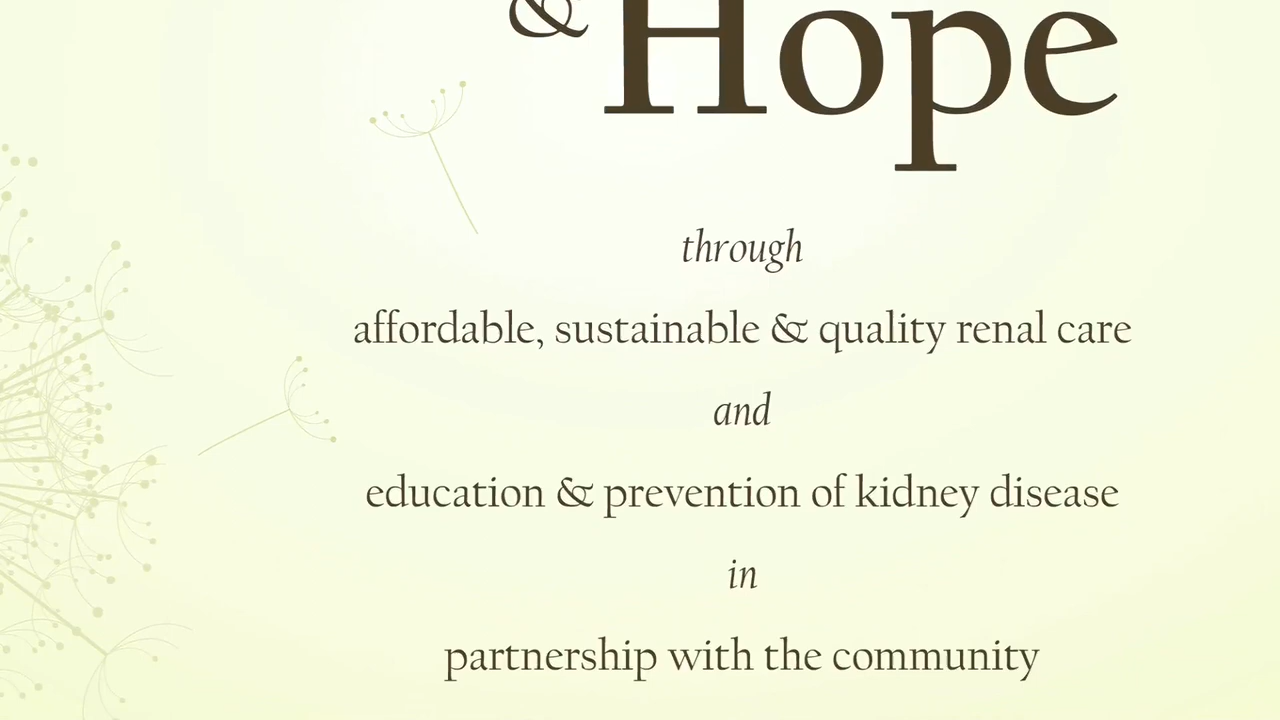 & Hope
through
affordable, sustainable & quality renal care
and
education & prevention of kidney disease
in
partnership with the community